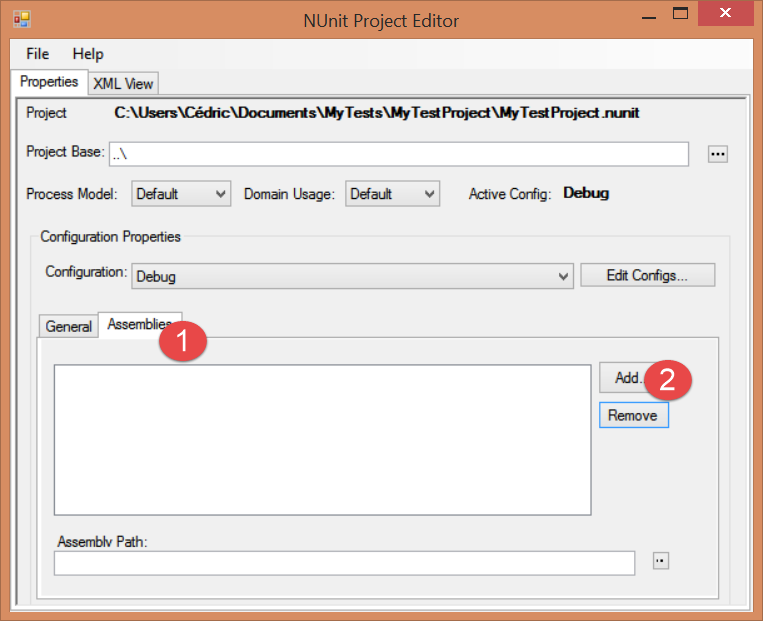 NUnit Project Editor
File Help
Properties XML View
Project C:\Users\Cédric\Documents\MyTests\MyTestProject\MyTestProject.nunit
Project Base: ..\ ...
Process Model: Default Domain Usage: Default Active Config: Debug
Configuration Properties
Configuration: Debug Edit Configs...
General Assemblies
1
Add.. 2
Remove
Assembly Path:
..